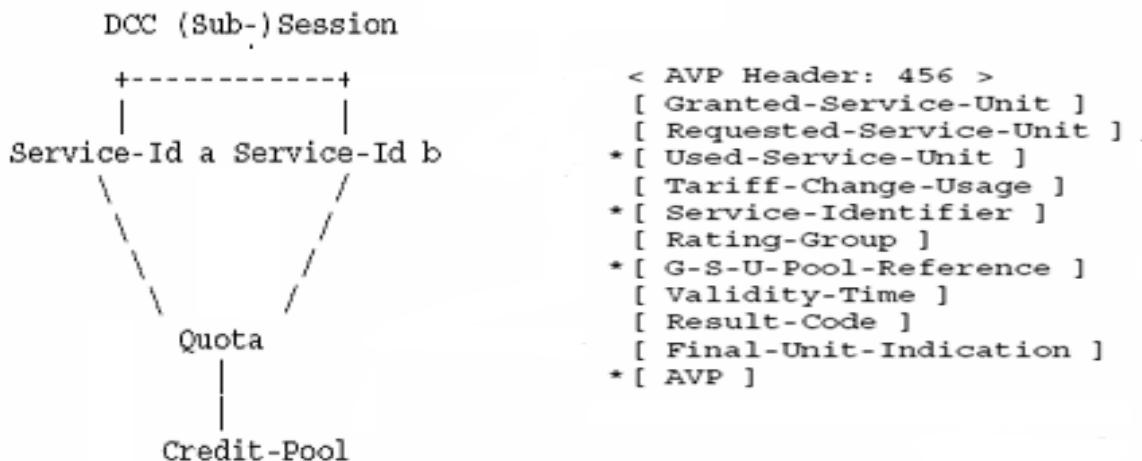 DCC (Sub-)Session
+------------+
|            |
Service-Id a Service-Id b
\            /
\          /
\        /
\      /
Quota
|
|
Credit-Pool
< AVP Header: 456 >
[ Granted-Service-Unit ]
[ Requested-Service-Unit ]
*[ Used-Service-Unit ]
[ Tariff-Change-Usage ]
*[ Service-Identifier ]
[ Rating-Group ]
*[ G-S-U-Pool-Reference ]
[ Validity-Time ]
[ Result-Code ]
[ Final-Unit-Indication ]
*[ AVP ]